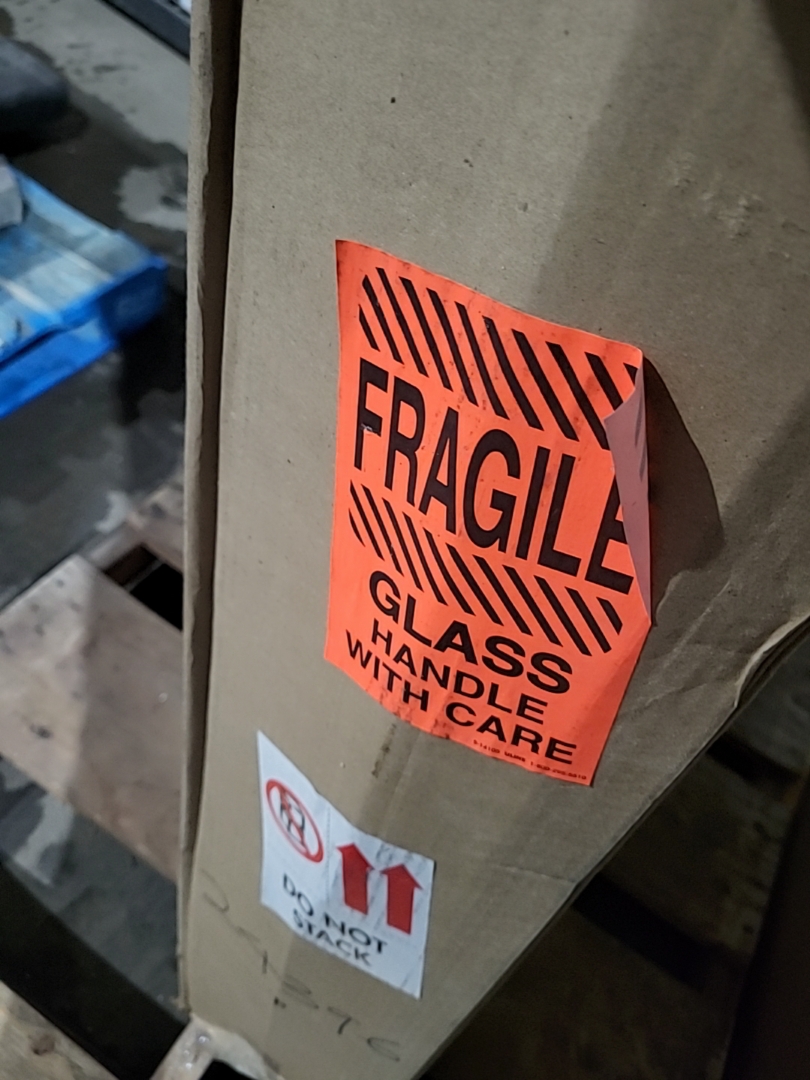 FRAGILE
GLASS
HANDLE
WITH CARE
DO NOT
STACK